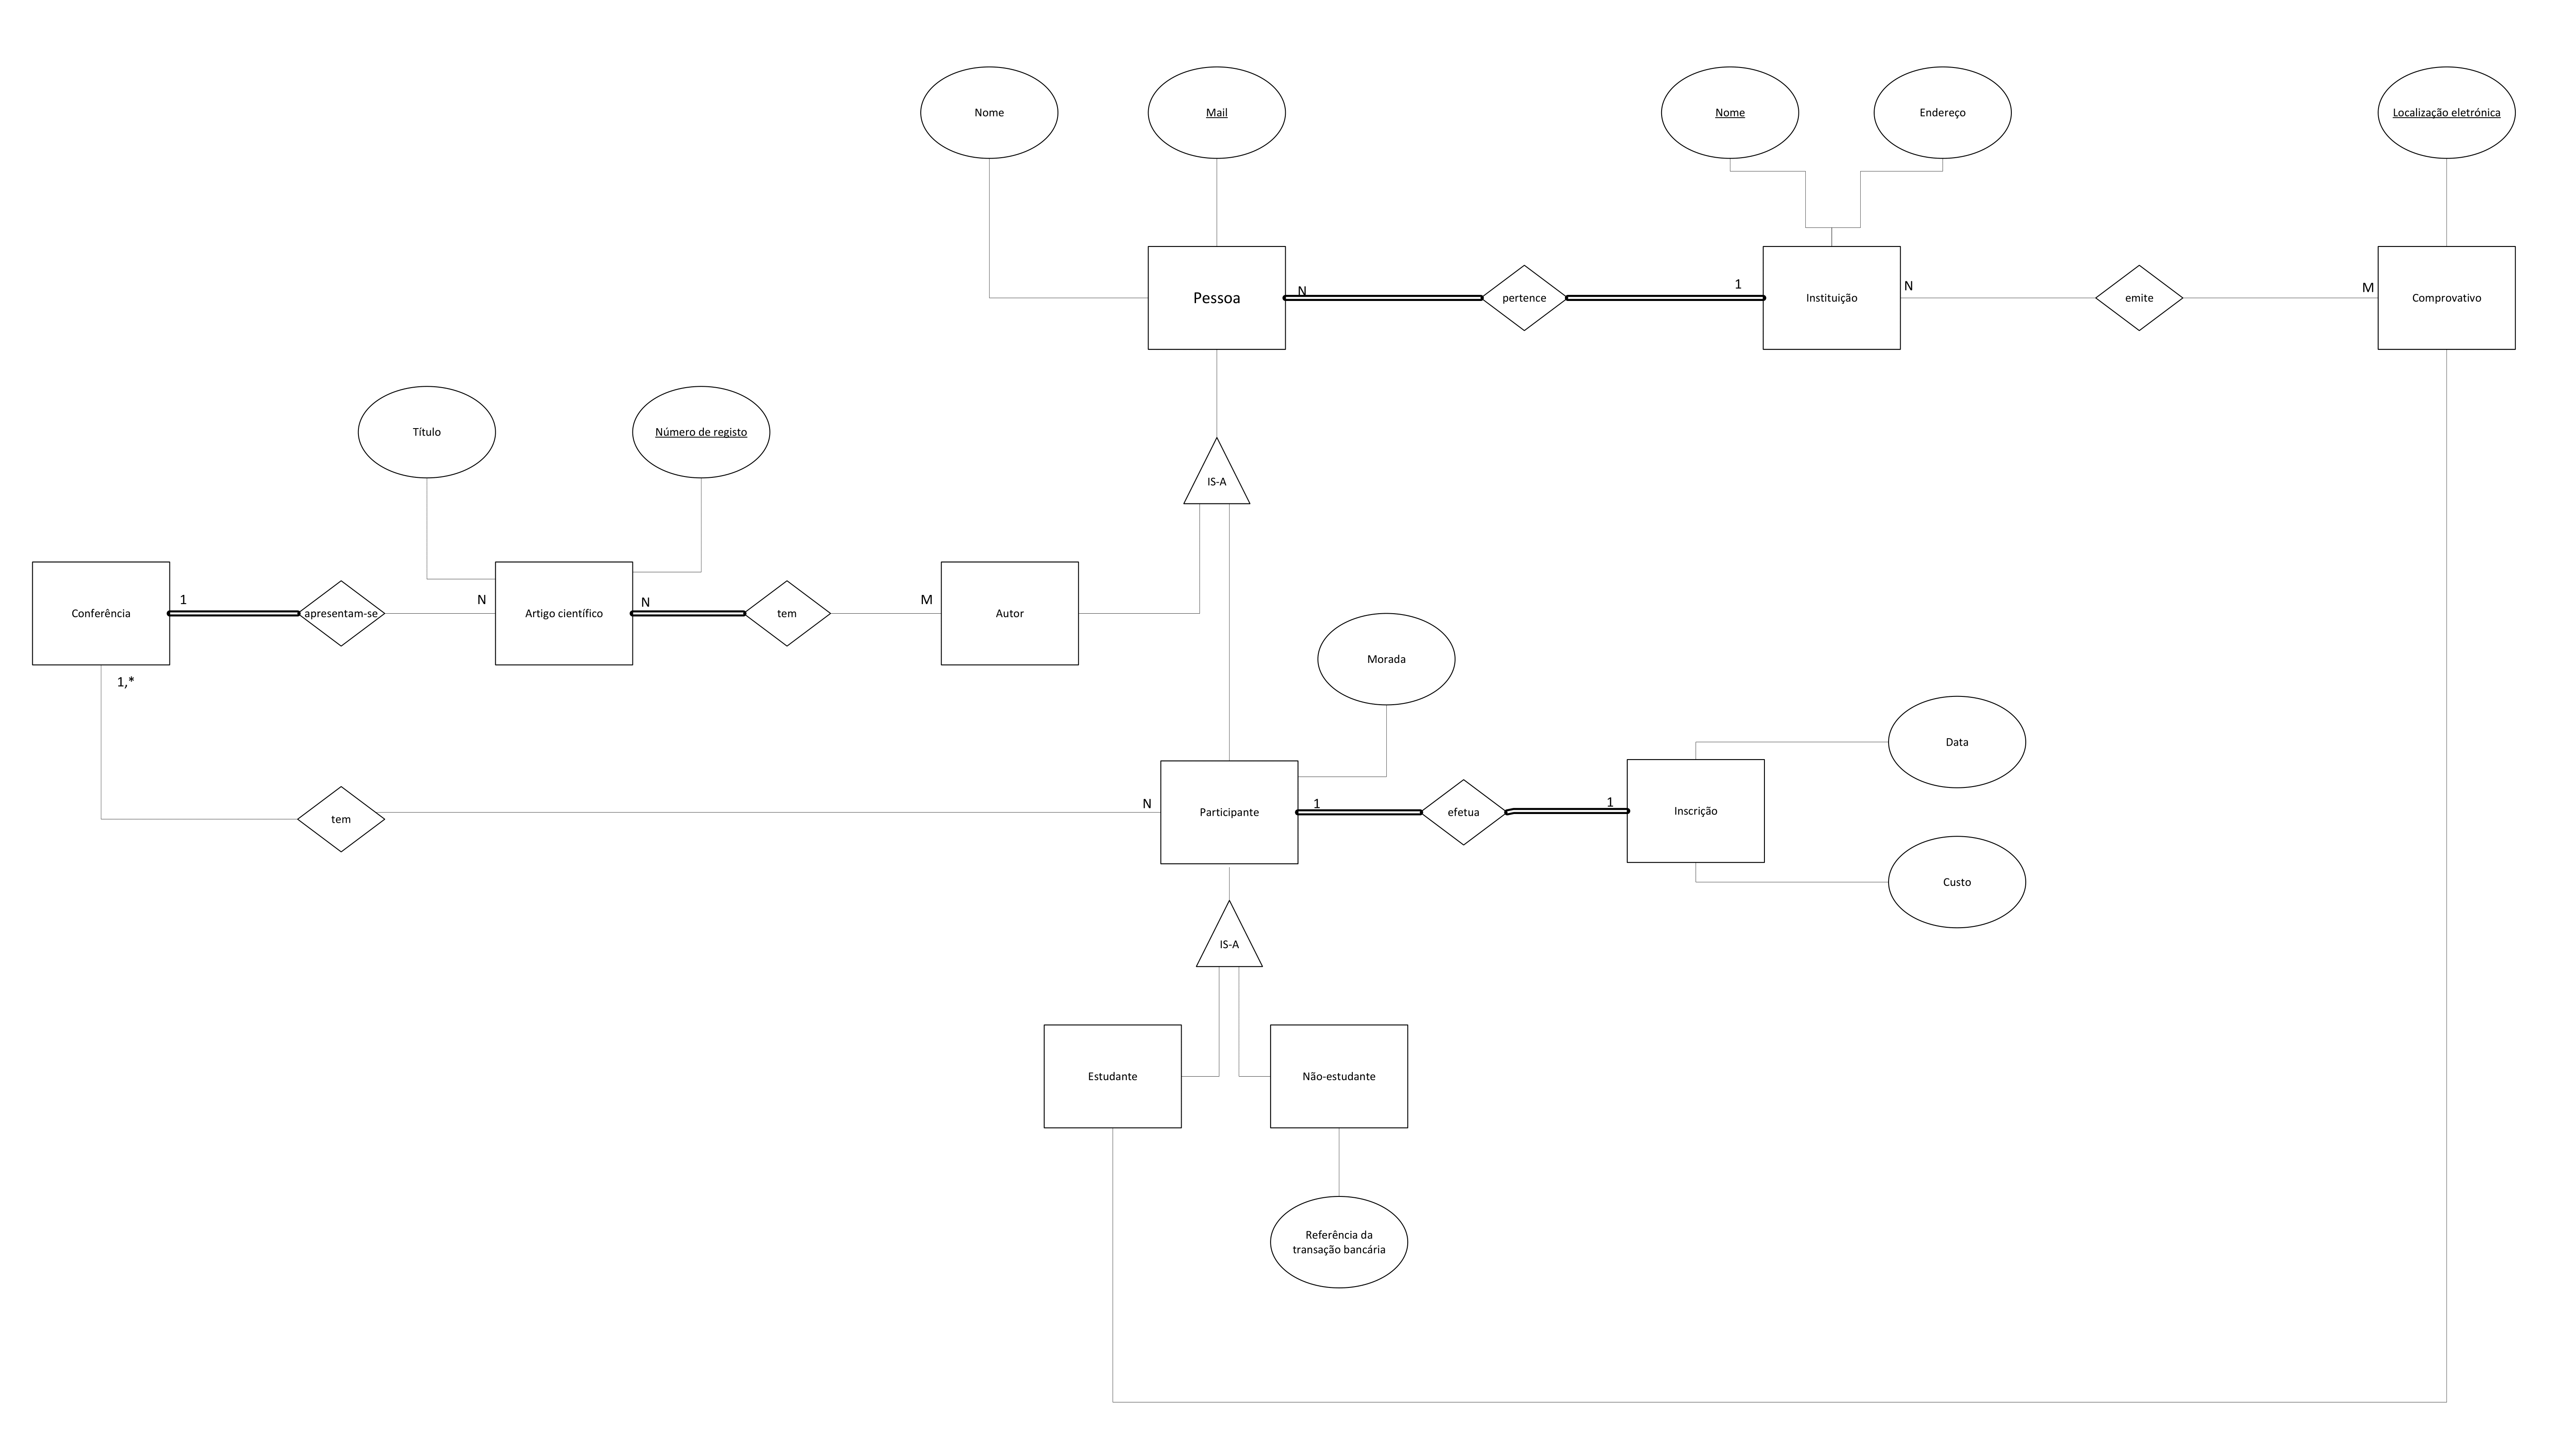 Nome
Mail
Nome
Endereço
Localização eletrónica
Pessoa
N
pertence
1
Instituição
N
emite
M
Comprovativo
Título
Número de registo
IS-A
Conferência
1
apresentam-se
N
Artigo científico
N
tem
M
Autor
1,*
Morada
Data
tem
N
Participante
1
efetua
1
Inscrição
Custo
IS-A
Estudante
Não-estudante
Referência da
transação bancária